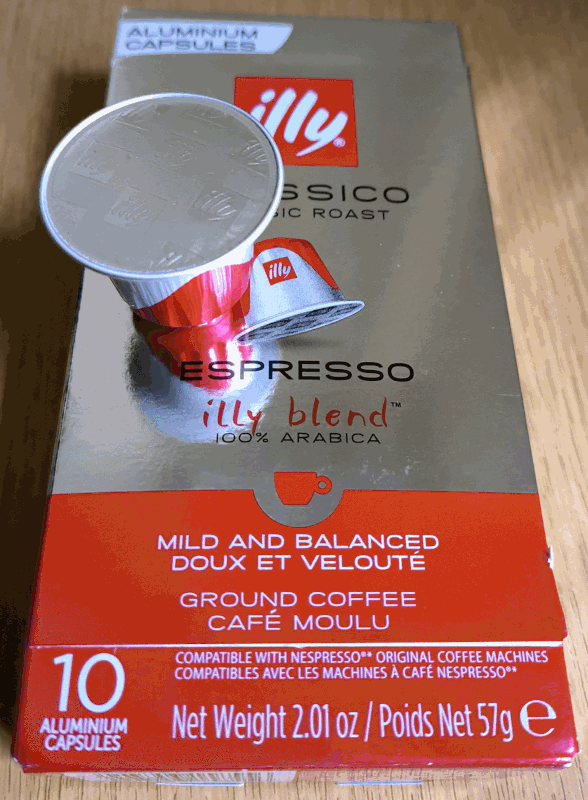 ALUMINIUM
CAPSULES
illy®
SSICO
SIC ROAST
illy
illy
illy
ESPRESSO
illy blend™
100% ARABICA
MILD AND BALANCED
DOUX ET VELOUTÉ
GROUND COFFEE
CAFÉ MOULU
10
ALUMINIUM
CAPSULES
COMPATIBLE WITH NESPRESSO** ORIGINAL COFFEE MACHINES
COMPATIBLES AVEC LES MACHINES À CAFÉ NESPRESSO**
Net Weight 2.01 oz / Poids Net 57g ℮